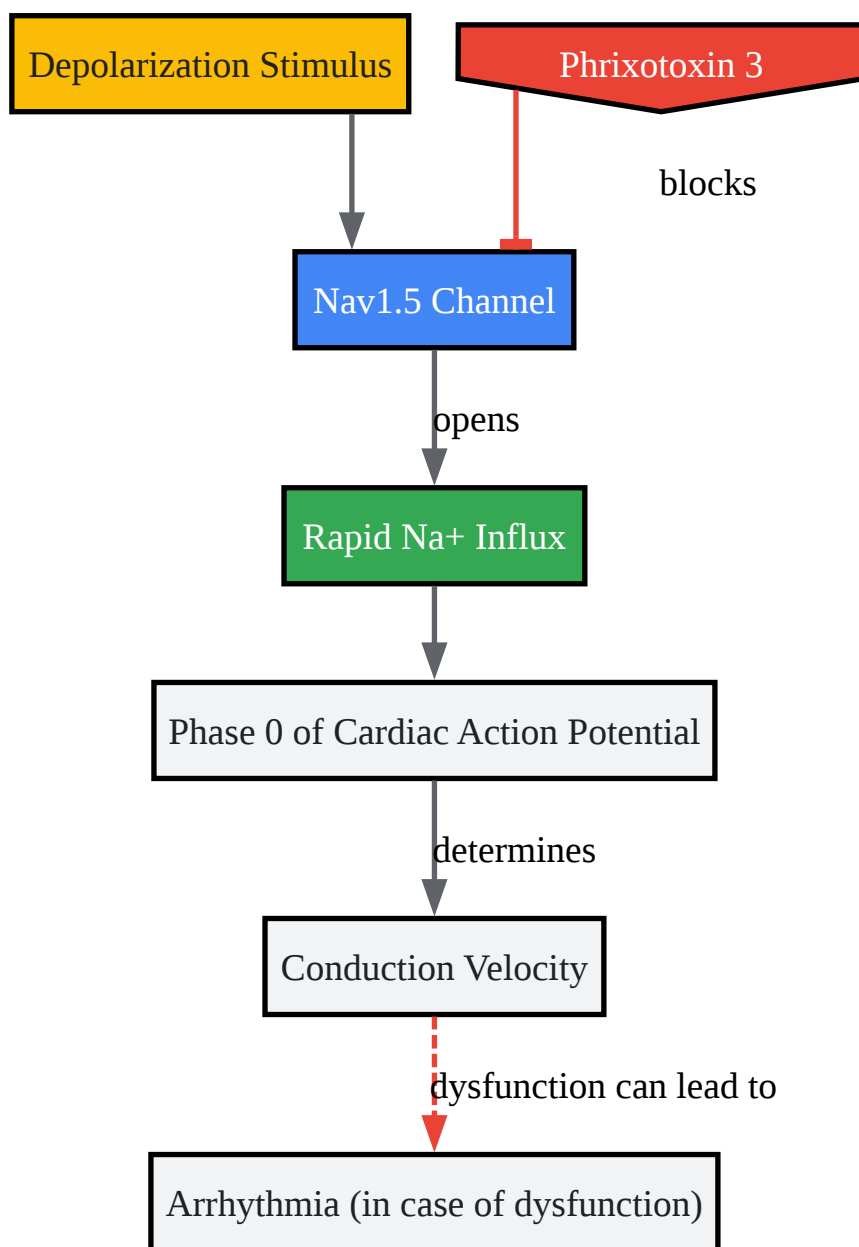 Depolarization Stimulus
Phrixotoxin 3
blocks
Nav1.5 Channel
opens
Rapid Na+ Influx
Phase 0 of Cardiac Action Potential
determines
Conduction Velocity
dysfunction can lead to
Arrhythmia (in case of dysfunction)